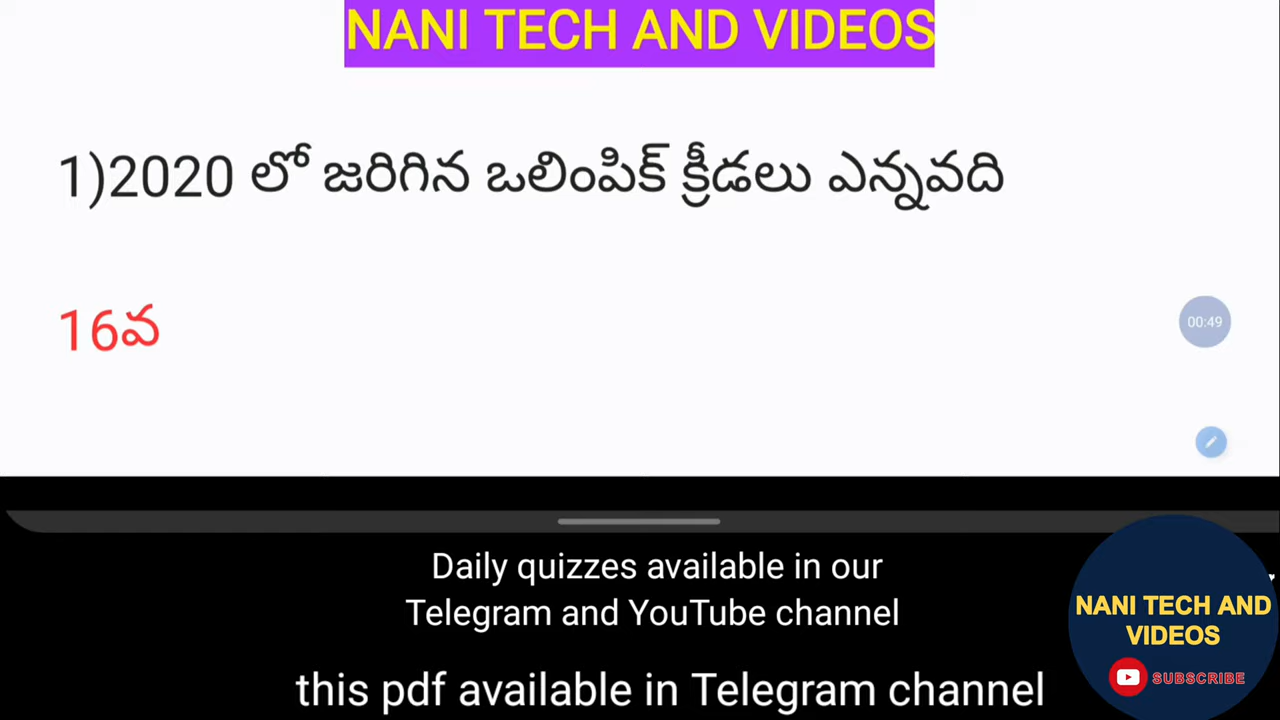 NANI TECH AND VIDEOS
1)2020 లో జరిగిన ఒలింపిక్ క్రీడలు ఎన్నవది
16వ
00:49
Daily quizzes available in our
Telegram and YouTube channel
this pdf available in Telegram channel
NANI TECH AND
VIDEOS
SUBSCRIBE